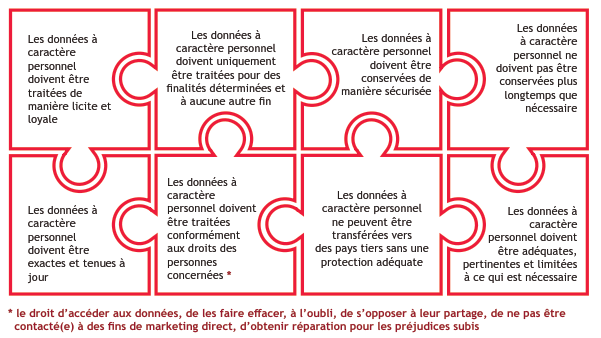 Les données à
caractère
personnel
doivent être
traitées de
manière licite et
loyale
Les données à
caractère personnel
doivent uniquement
être traitées pour des
finalités déterminées et
à aucune autre fin
Les données à
caractère personnel
doivent être
conservées de
manière sécurisée
Les données
à caractère
personnel ne
doivent pas être
conservées plus
longtemps que
nécessaire
Les données à
caractère
personnel
doivent être
exactes et tenues à
jour
Les données à
caractère
personnel doivent
être traitées
conformément
aux droits des
personnes
concernées *
Les données à
caractère personnel
ne peuvent être
transférées vers
des pays tiers sans une
protection adéquate
Les données à
caractère
personnel doivent
être adéquates,
pertinentes et limitées
à ce qui est nécessaire
* le droit d’accéder aux données, de les faire effacer, à l’oubli, de s’opposer à leur partage, de ne pas être
contacté(e) à des fins de marketing direct, d’obtenir réparation pour les préjudices subis